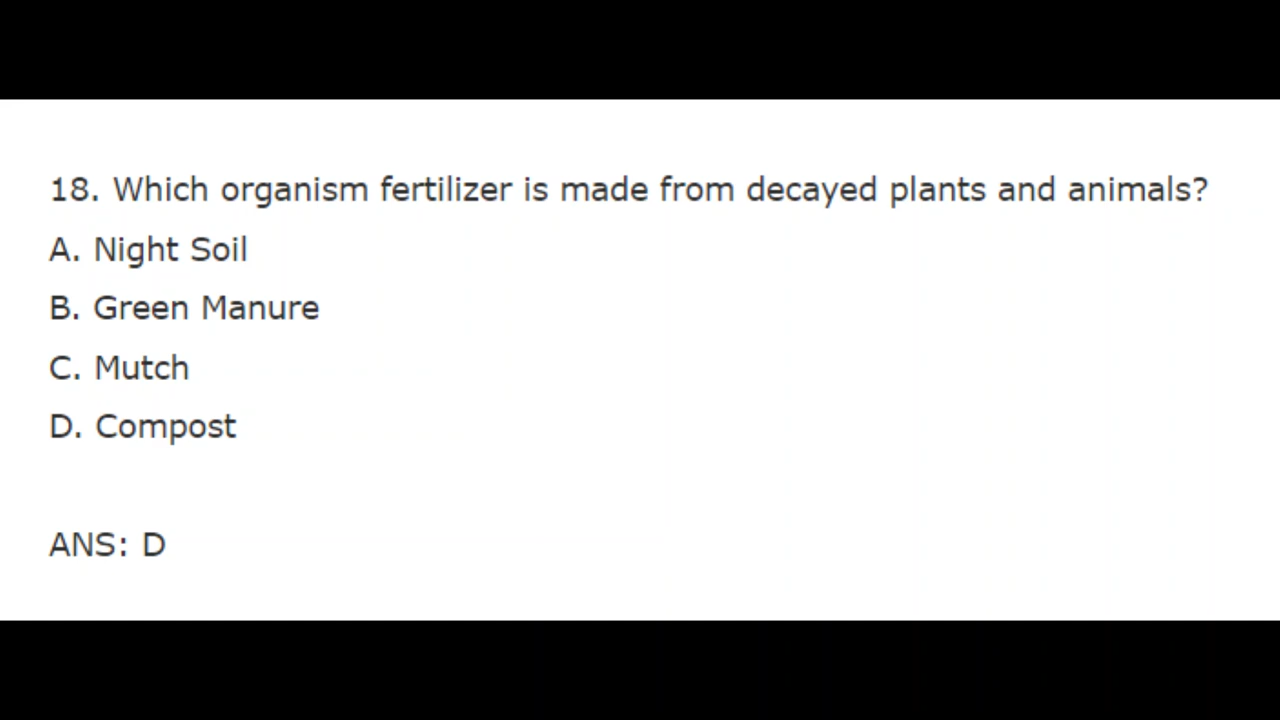 18. Which organism fertilizer is made from decayed plants and animals?
A. Night Soil
B. Green Manure
C. Mutch
D. Compost
ANS: D